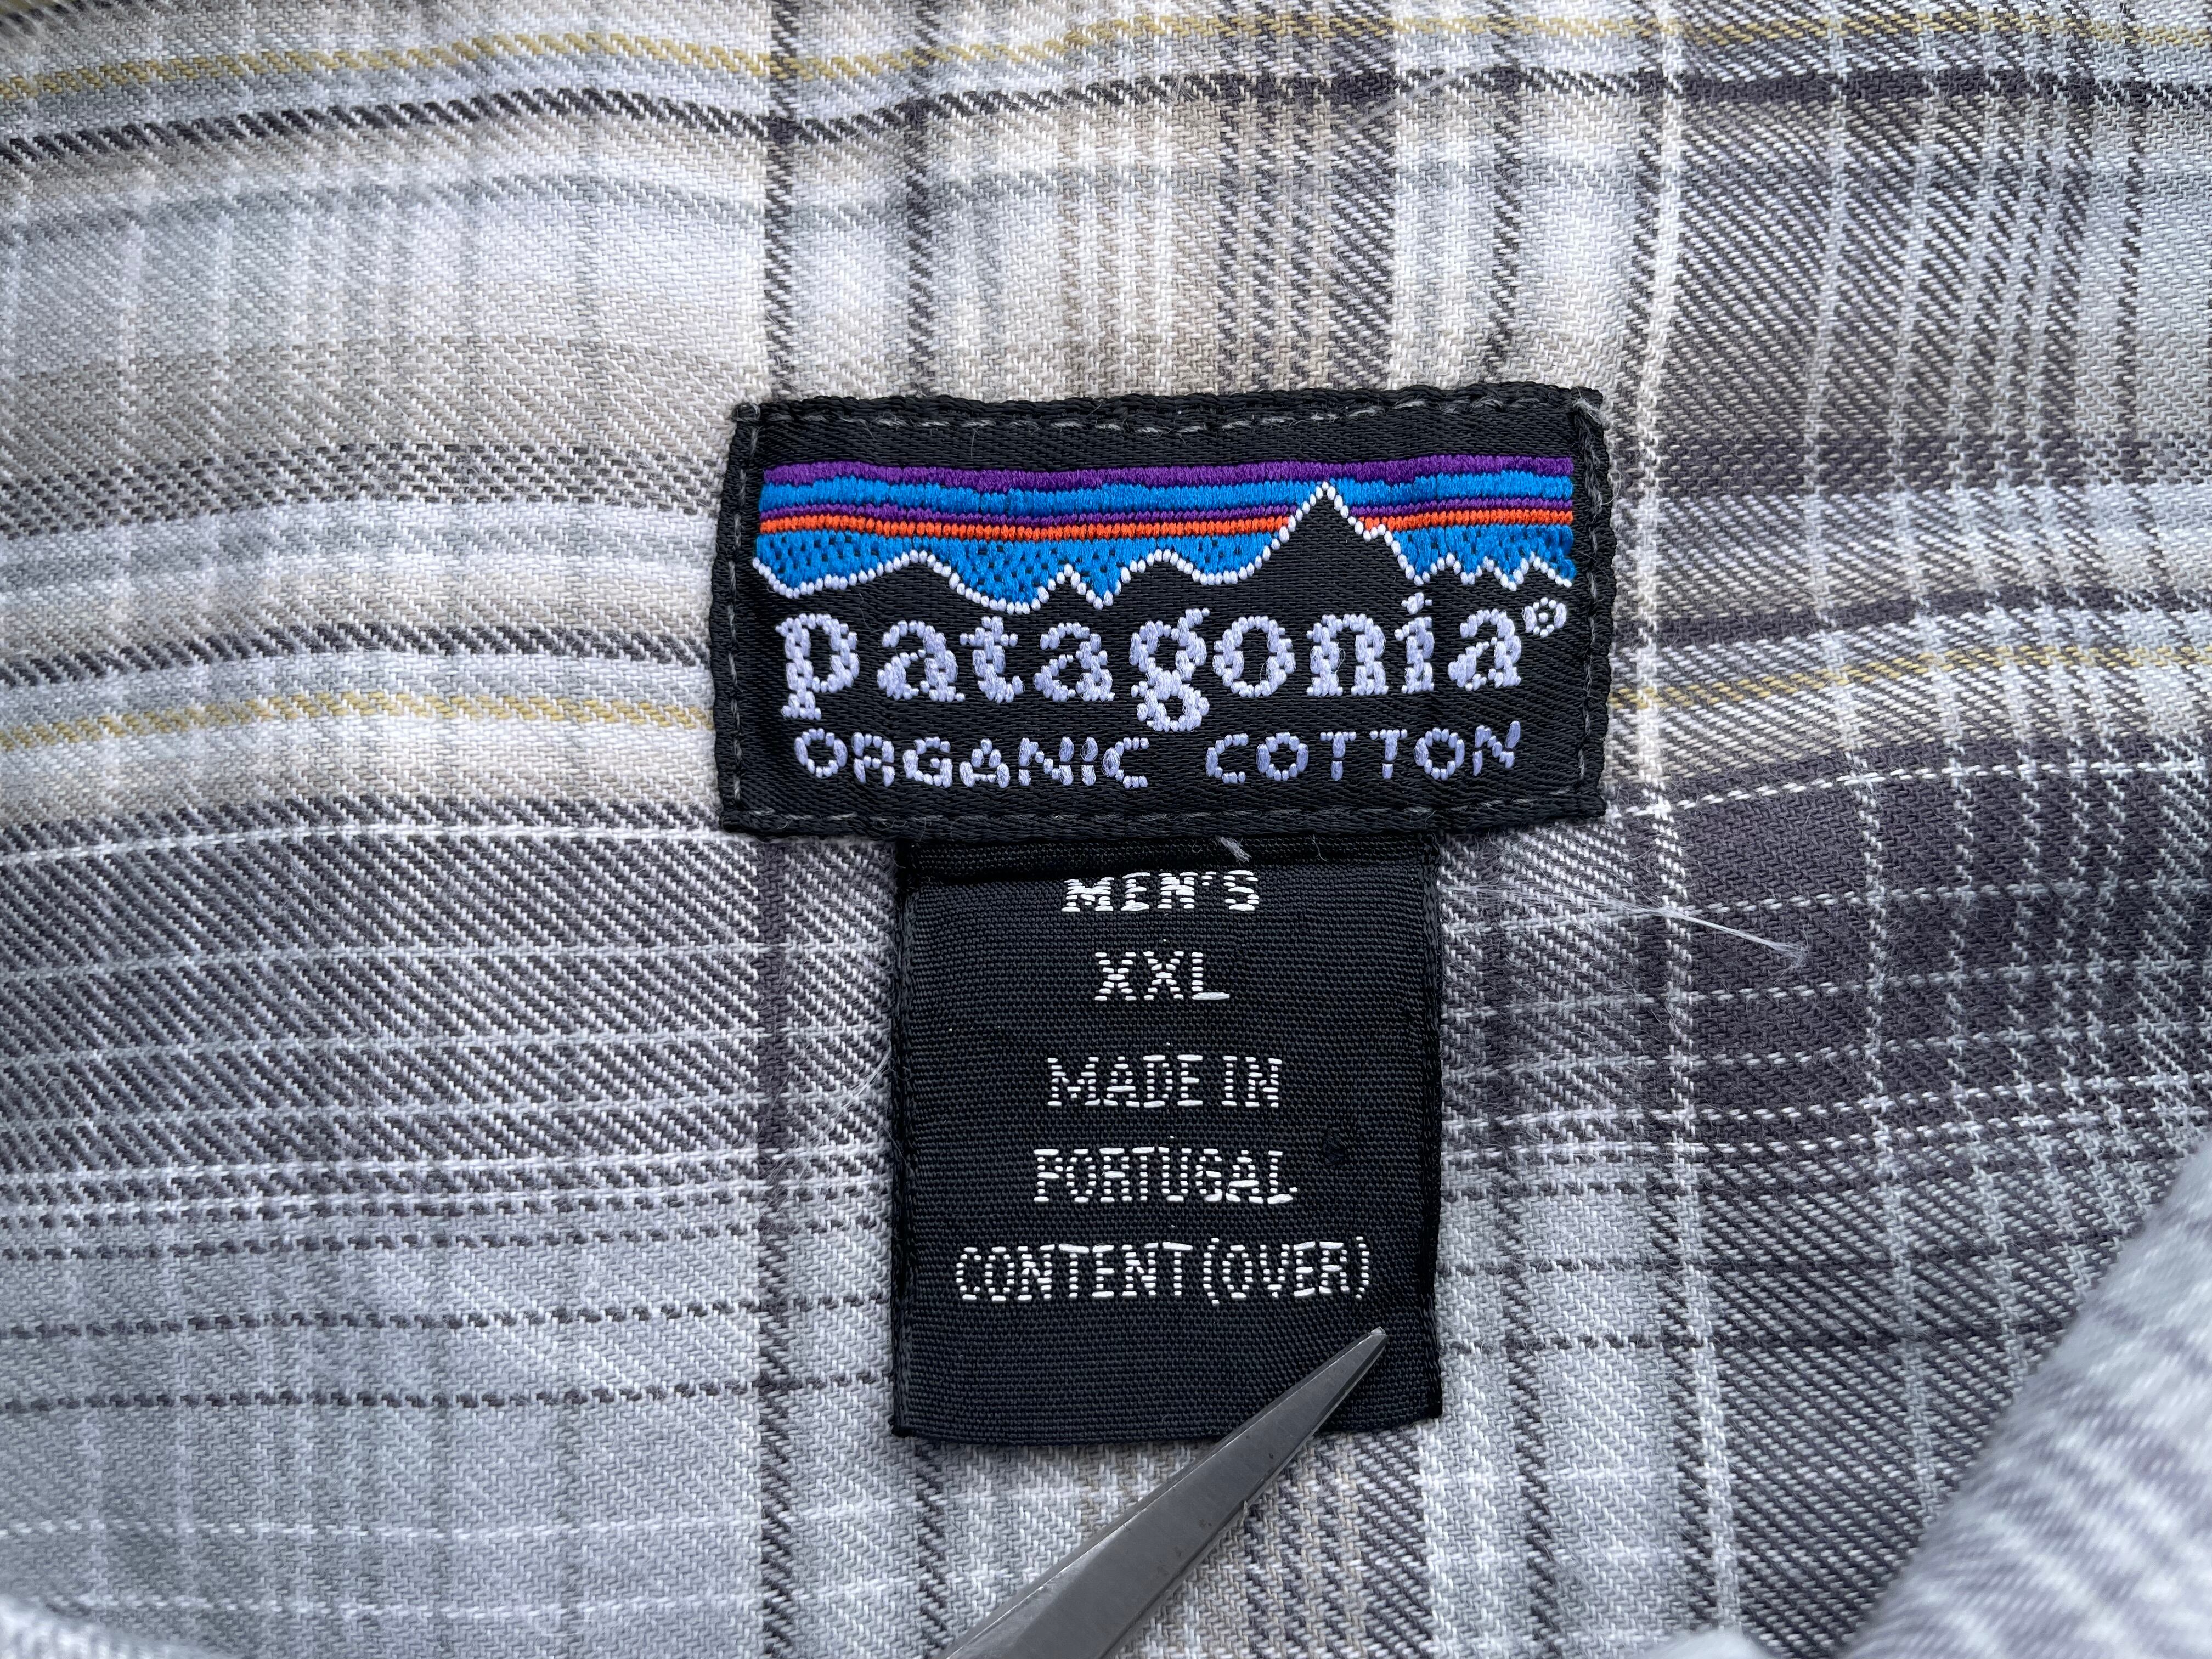 patagonia®
ORGANIC COTTON
MEN'S
XXL
MADE IN
PORTUGAL
CONTENT (OVER)